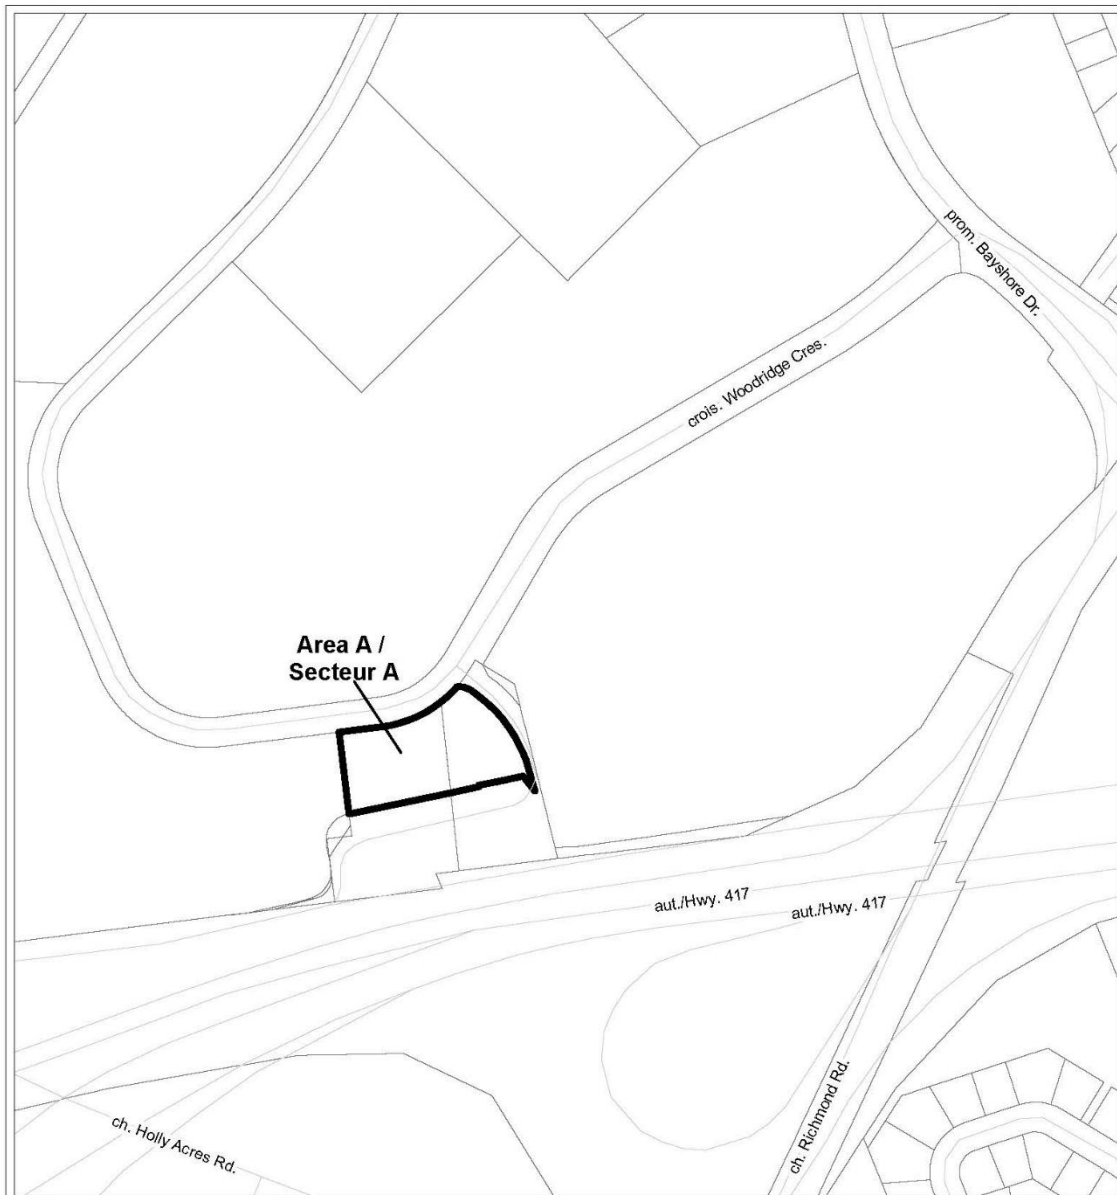 prom. Bayshore Dr.
crois. Woodridge Cres.
Area A /
Secteur A
aut./Hwy. 417
aut./Hwy. 417
ch. Richmond Rd.
ch. Holly Acres Rd.